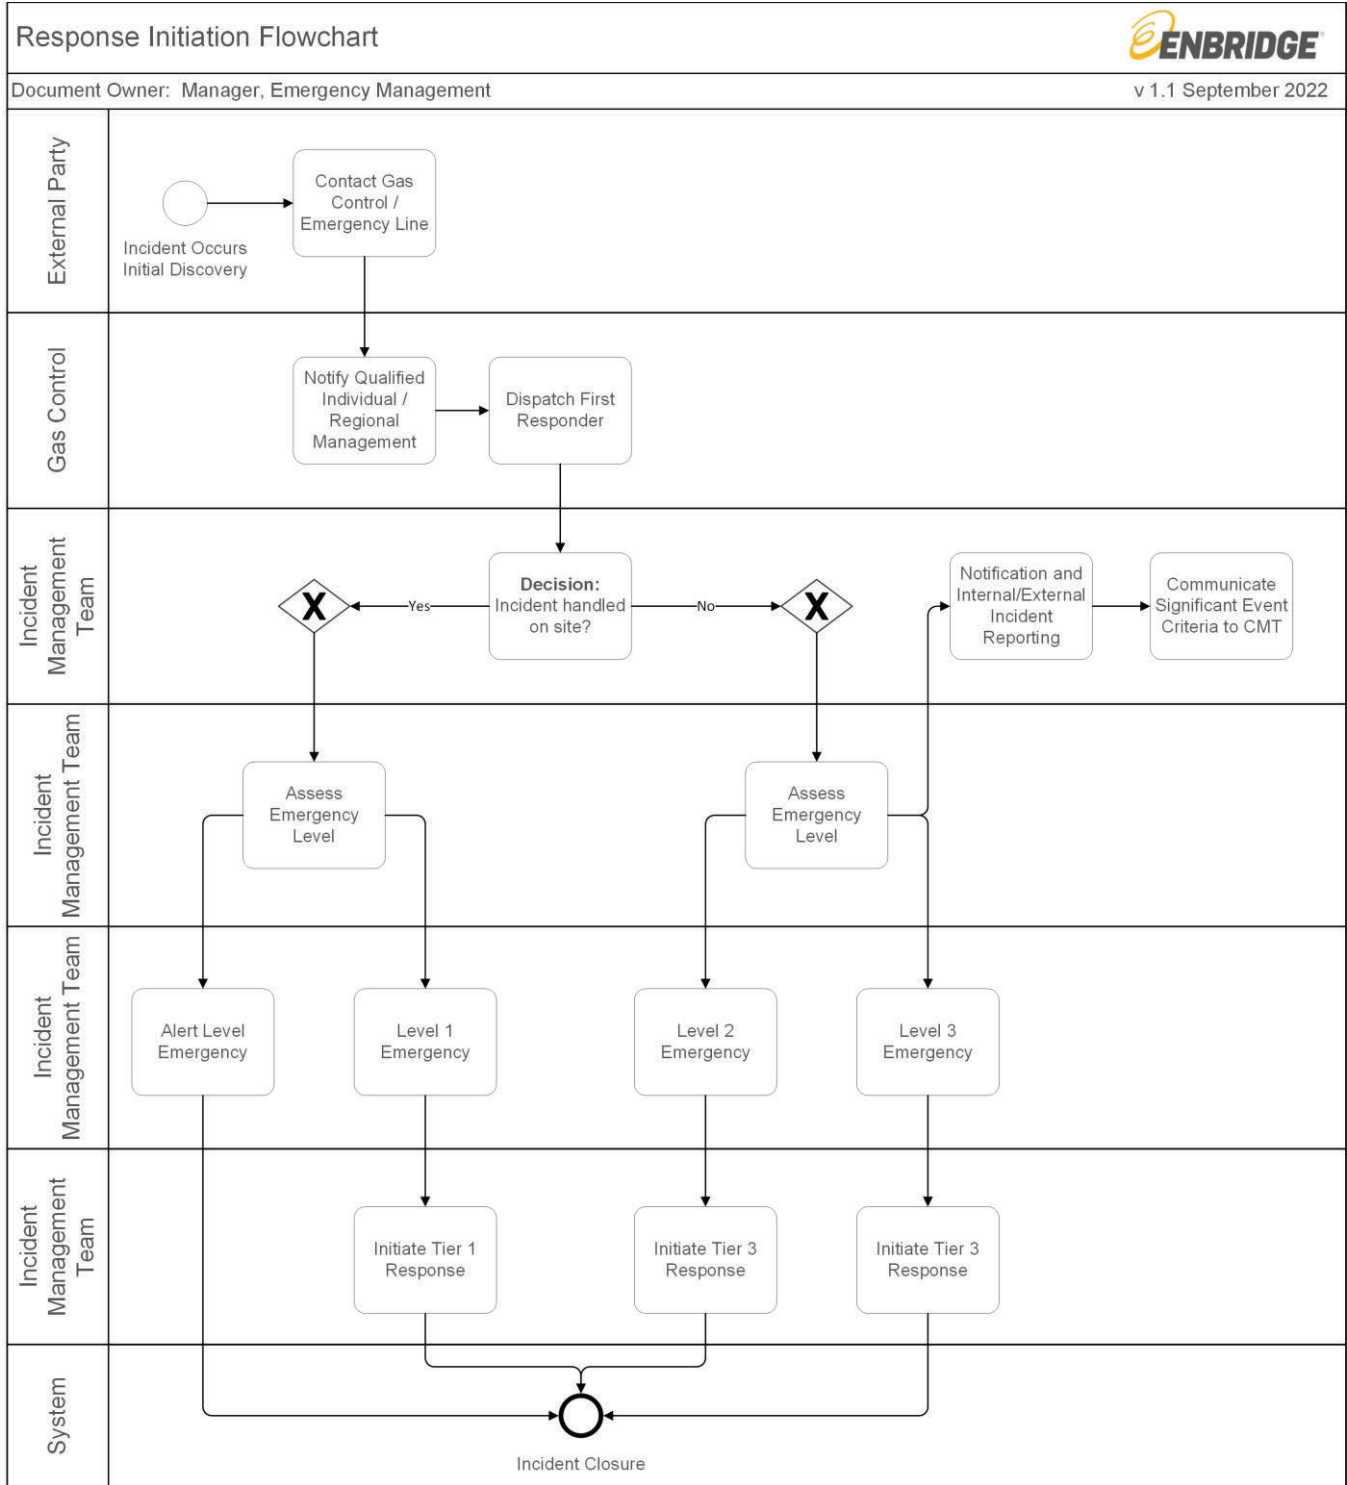 Response Initiation Flowchart
ENBRIDGE
Document Owner: Manager, Emergency Management
v 1.1 September 2022
External Party
Incident Occurs
Initial Discovery
Contact Gas
Control /
Emergency Line
Gas Control
Notify Qualified
Individual /
Regional
Management
Dispatch First
Responder
Incident
Management
Team
X
Yes
Decision:
Incident handled
on site?
No
X
Notification and
Internal/External
Incident
Reporting
Communicate
Significant Event
Criteria to CMT
Incident
Management Team
Assess
Emergency
Level
Assess
Emergency
Level
Incident
Management Team
Alert Level
Emergency
Level 1
Emergency
Level 2
Emergency
Level 3
Emergency
Incident
Management
Team
Initiate Tier 1
Response
Initiate Tier 3
Response
Initiate Tier 3
Response
System
Incident Closure